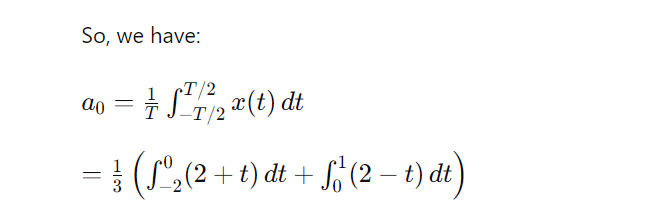 So, we have:
a₀ = 1/T ∫_{-T/2}^{T/2} x(t) dt
= 1/3 (∫_{-2}^{0} (2 + t) dt + ∫_{0}^{1} (2 − t) dt)